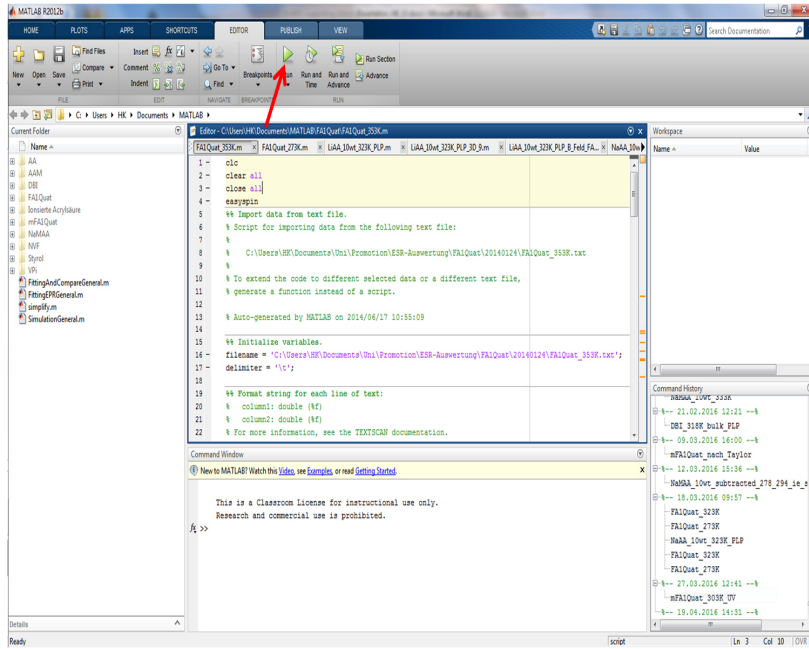 MATLAB R2012b
HOME PLOTS APPS SHORTCUTS EDITOR PUBLISH VIEW Search Documentation
Find Files Insert fx
Compare Comment % Go To Run Section
New Open Save Print Indent Find Breakpoints Run Run and Time Run and Advance Advance
FILE EDIT NAVIGATE BREAKPOINTS RUN
C: Users HK Documents MATLAB
Current Folder
Name
AA
AAM
DBI
FA1Quat
Ionsierte Acrylsäure
mFA1Quat
NaMAA
NVF
Styrol
VPi
FittingAndCompareGeneral.m
FittingEPRGeneral.m
simplify.m
SimulationGeneral.m
Details
Editor - C:\Users\HK\Documents\MATLAB\FA1Quat\FA1Quat_353K.m
FA1Quat_353K.m FA1Quat_273K.m LiAA_10wt_323K_PLP.m LiAA_10wt_323K_PLP_3D_9.m LiAA_10wt_323K_PLP_B_Feld_FA... NaAA_10w
1 - clc
2 - clear all
3 - close all
4 - easyspin
5 %% Import data from text file.
6 % Script for importing data from the following text file:
7 %
8 % C:\Users\HK\Documents\Uni\Promotion\ESR-Auswertung\FA1Quat\20140124\FA1Quat_353K.txt
9 %
10 % To extend the code to different selected data or a different text file,
11 % generate a function instead of a script.
12
13 % Auto-generated by MATLAB on 2014/06/17 10:55:09
14
15 %% Initialize variables.
16 - filename = 'C:\Users\HK\Documents\Uni\Promotion\ESR-Auswertung\FA1Quat\20140124\FA1Quat_353K.txt';
17 - delimiter = '\t';
18
19 %% Format string for each line of text:
20 % column1: double (%f)
21 % column2: double (%f)
22 % For more information, see the TEXTSCAN documentation.
Command Window
New to MATLAB? Watch this Video, see Examples, or read Getting Started.
This is a Classroom License for instructional use only.
Research and commercial use is prohibited.
fx >>
Workspace
Name Value
Command History
NaMAA_10wt_333K
%-- 21.02.2016 12:21 --%
DBI_318K_bulk_PLP
%-- 09.03.2016 16:00 --%
mFA1Quat_nach_Taylor
%-- 12.03.2016 15:36 --%
NaMAA_10wt_subtracted_278_294_ie_s
%-- 18.03.2016 09:57 --%
FA1Quat_323K
FA1Quat_273K
NaAA_10wt_323K_PLP
FA1Quat_323K
FA1Quat_273K
%-- 27.03.2016 12:41 --%
mFA1Quat_303K_UV
%-- 19.04.2016 14:31 --%
Ready script Ln 3 Col 10 OVR